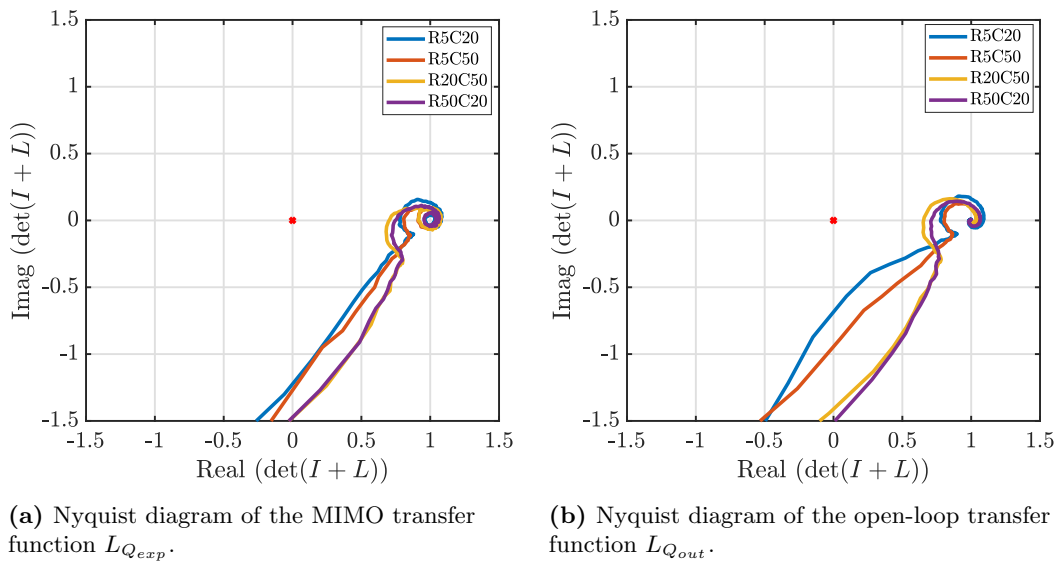 1.5
1
0.5
0
-0.5
-1
-1.5
-1.5 -1 -0.5 0 0.5 1 1.5
Imag (det(I + L))
Real (det(I + L))
R5C20
R5C50
R20C50
R50C20
(a) Nyquist diagram of the MIMO transfer
function L_{Q_{exp}}.
1.5
1
0.5
0
-0.5
-1
-1.5
-1.5 -1 -0.5 0 0.5 1 1.5
Imag (det(I + L))
Real (det(I + L))
R5C20
R5C50
R20C50
R50C20
(b) Nyquist diagram of the open-loop transfer
function L_{Q_{out}}.